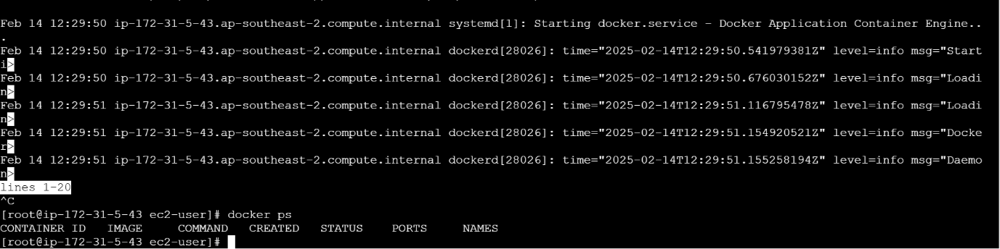 Feb 14 12:29:50 ip-172-31-5-43.ap-southeast-2.compute.internal systemd[1]: Starting docker.service - Docker Application Container Engine..
.
Feb 14 12:29:50 ip-172-31-5-43.ap-southeast-2.compute.internal dockerd[28026]: time="2025-02-14T12:29:50.541979381Z" level=info msg="Start
i>
Feb 14 12:29:50 ip-172-31-5-43.ap-southeast-2.compute.internal dockerd[28026]: time="2025-02-14T12:29:50.676030152Z" level=info msg="Loadi
n>
Feb 14 12:29:51 ip-172-31-5-43.ap-southeast-2.compute.internal dockerd[28026]: time="2025-02-14T12:29:51.116795478Z" level=info msg="Loadi
n>
Feb 14 12:29:51 ip-172-31-5-43.ap-southeast-2.compute.internal dockerd[28026]: time="2025-02-14T12:29:51.154920521Z" level=info msg="Docke
r>
Feb 14 12:29:51 ip-172-31-5-43.ap-southeast-2.compute.internal dockerd[28026]: time="2025-02-14T12:29:51.155258194Z" level=info msg="Daemo
n>
lines 1-20
^C
[root@ip-172-31-5-43 ec2-user]# docker ps
CONTAINER ID   IMAGE     COMMAND   CREATED   STATUS    PORTS     NAMES
[root@ip-172-31-5-43 ec2-user]#